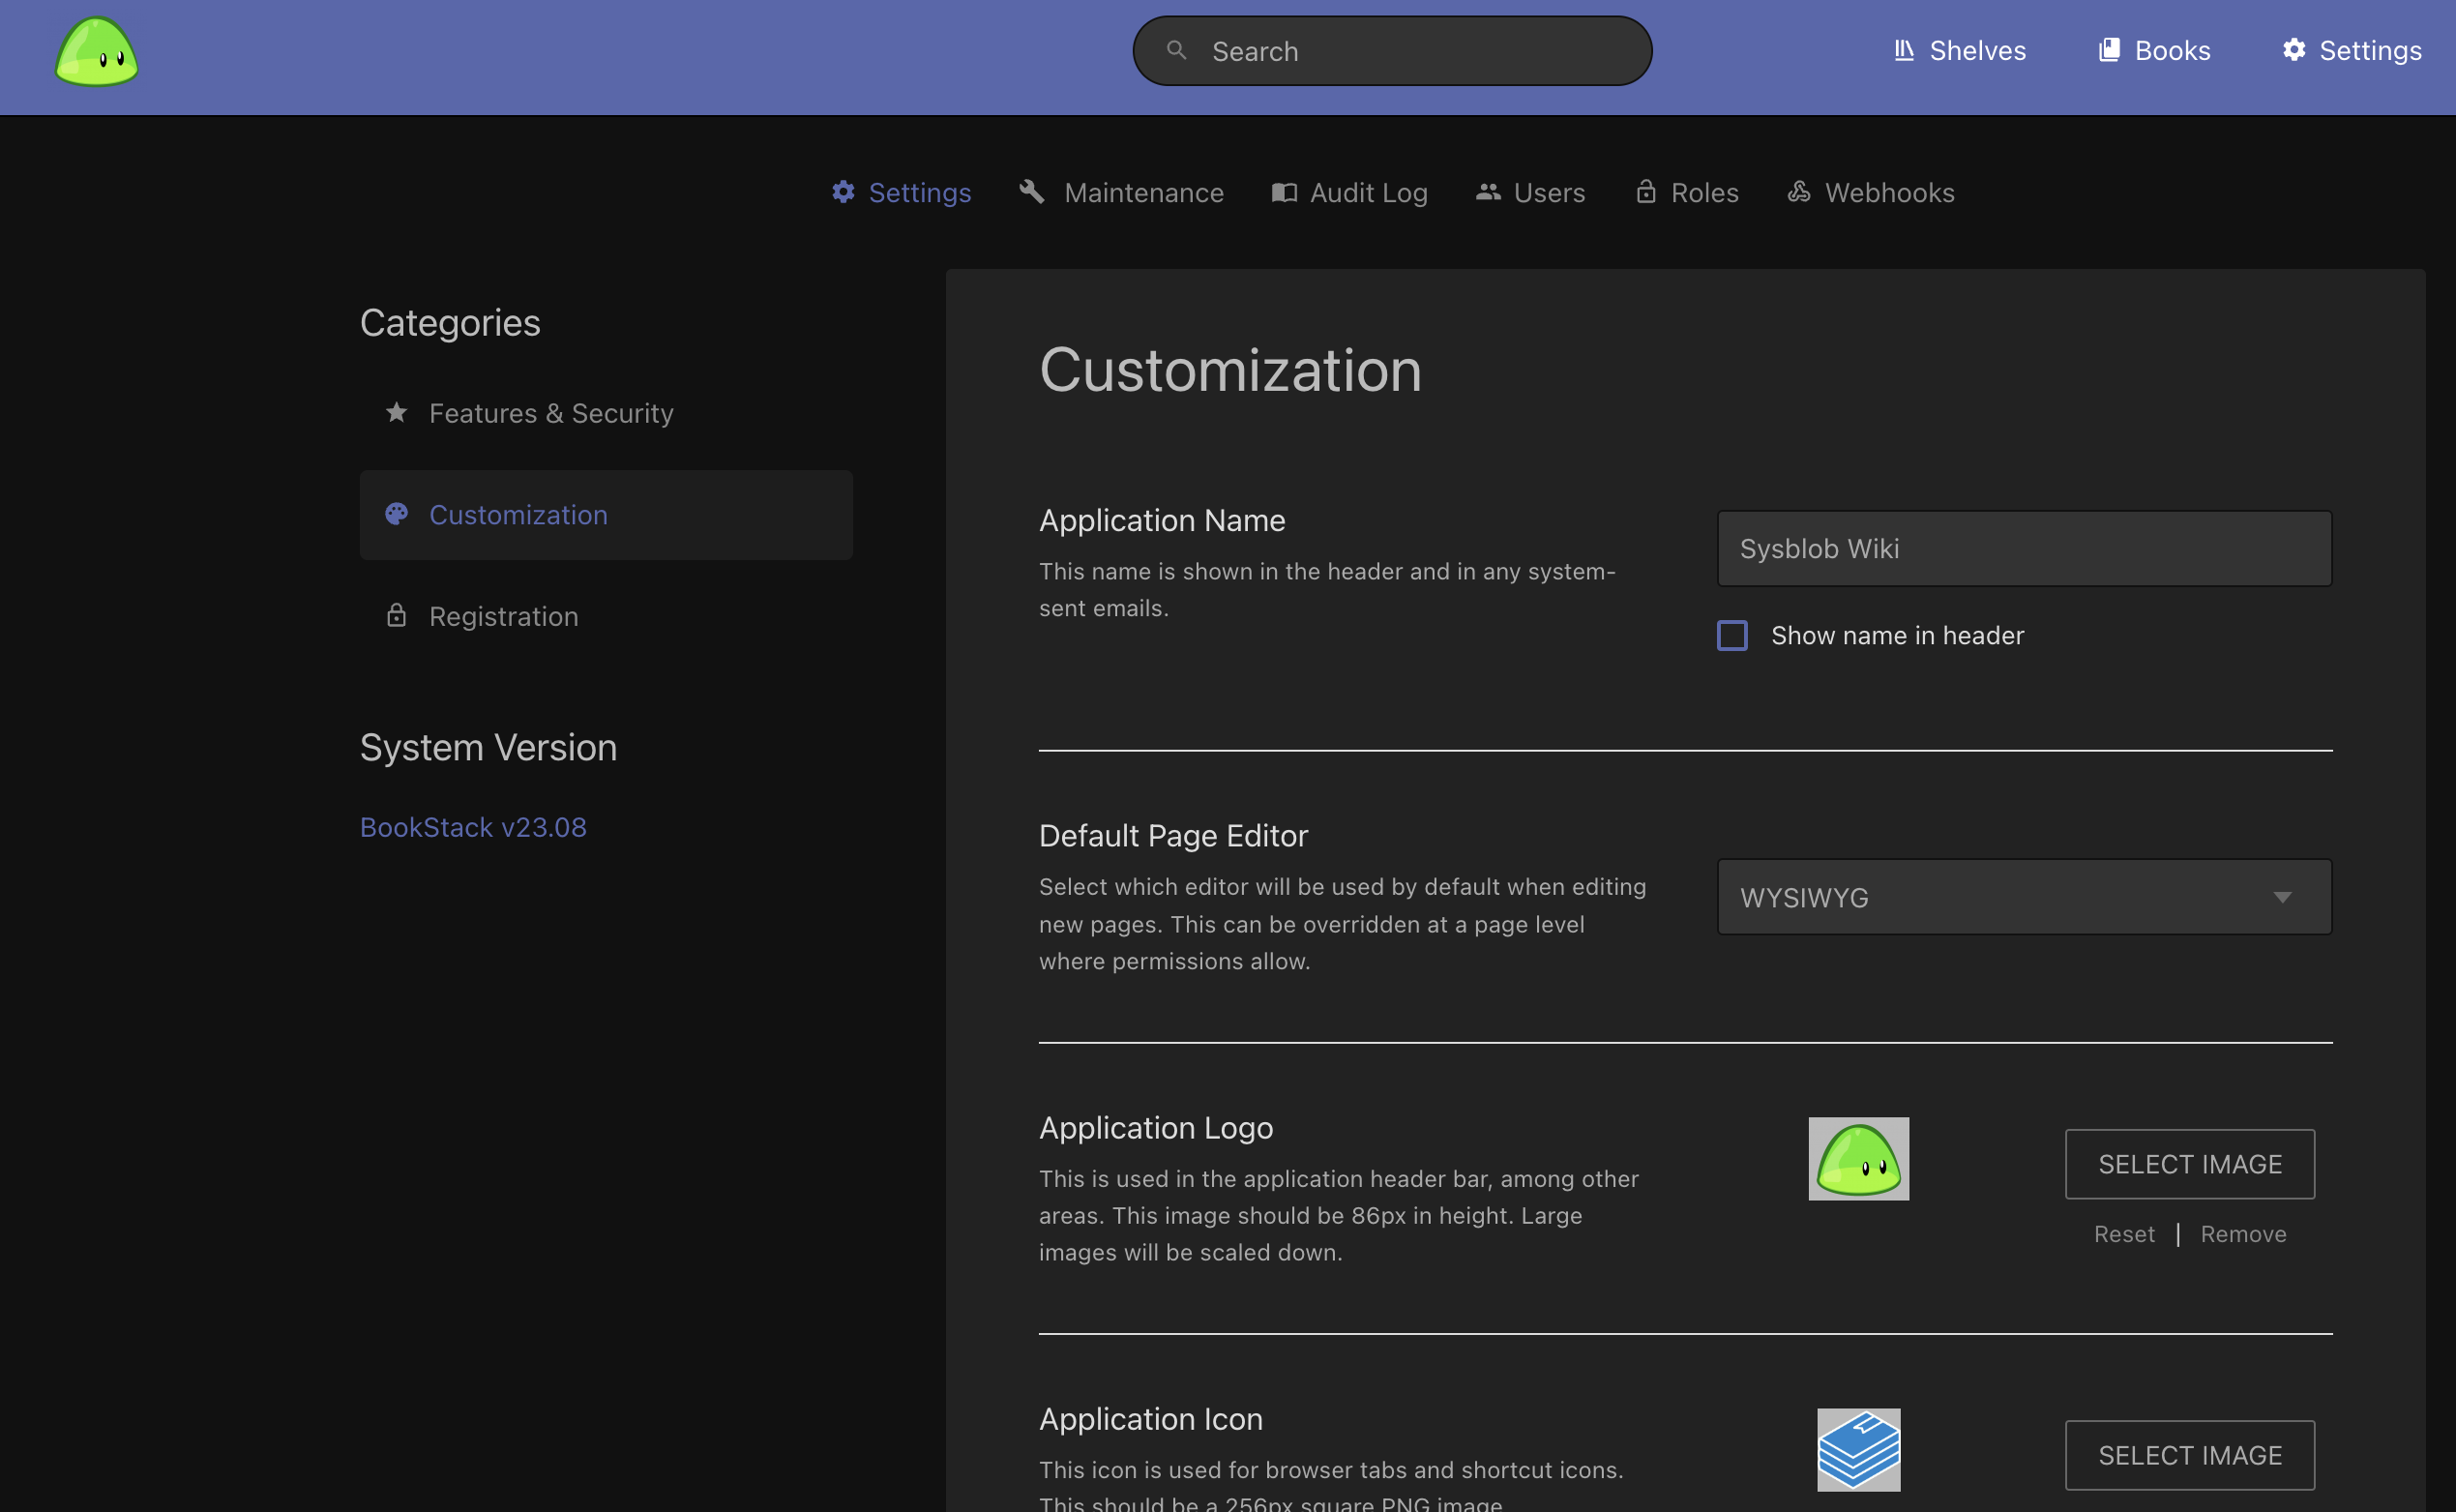 Search
Shelves
Books
Settings
Settings
Maintenance
Audit Log
Users
Roles
Webhooks
Categories
Features & Security
Customization
Registration
System Version
BookStack v23.08
Customization
Application Name
This name is shown in the header and in any system-
sent emails.
Sysblob Wiki
Show name in header
Default Page Editor
Select which editor will be used by default when editing
new pages. This can be overridden at a page level
where permissions allow.
WYSIWYG
Application Logo
This is used in the application header bar, among other
areas. This image should be 86px in height. Large
images will be scaled down.
SELECT IMAGE
Reset | Remove
Application Icon
This icon is used for browser tabs and shortcut icons.
This should be a 256px square PNG image
SELECT IMAGE